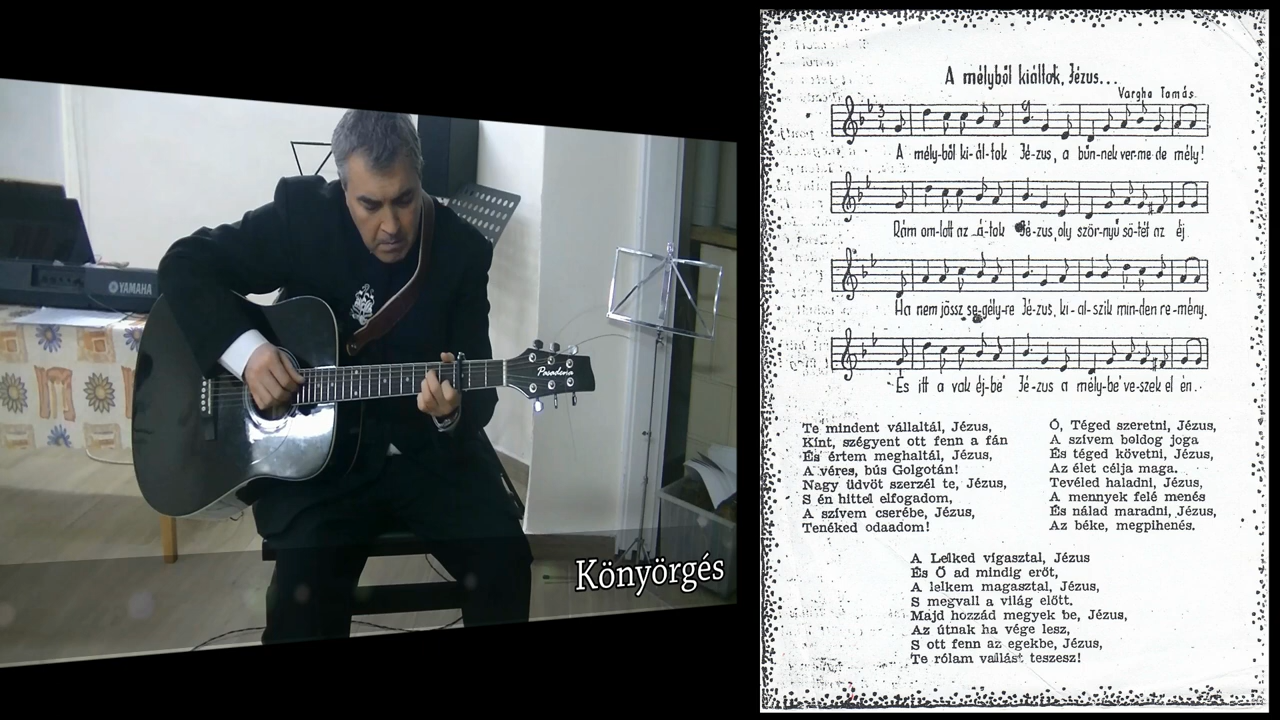 YAMAHA
Pasadena
Könyörgés
A mélyből kiáltok, Jézus...
Vargha Tamás.
3
4
A mély-ből ki-ál-tok Jé-zus, a bűn-nek ver-me de mély!
Rám om-lott az á-tok Jé-zus, oly ször-nyű sö-tét az éj
Ha nem jössz se-gély-re Jé-zus, ki-al-szik min-den re-mény.
És itt a vak éj-be' Jé-zus a mély-be' ve-szek el én..
Te mindent vállaltál, Jézus,
Kínt, szégyent ott fenn a fán
És értem meghaltál, Jézus,
A véres, bús Golgotán!
Nagy üdvöt szerzél te, Jézus,
S én hittel elfogadom,
A szívem cserébe, Jézus,
Tenéked odaadom!
Ó, Téged szeretni, Jézus,
A szívem boldog joga
És téged követni, Jézus,
Az élet célja maga.
Tevéled haladni, Jézus,
A mennyek felé menés
És nálad maradni, Jézus,
Az béke, megpihenés.
A Lelked vígasztal, Jézus
És Ő ad mindig erőt,
A lelkem magasztal, Jézus,
S megvall a világ előtt.
Majd hozzád megyek be, Jézus,
Az útnak ha vége lesz,
S ott fenn az egekbe, Jézus,
Te rólam vallást teszesz!